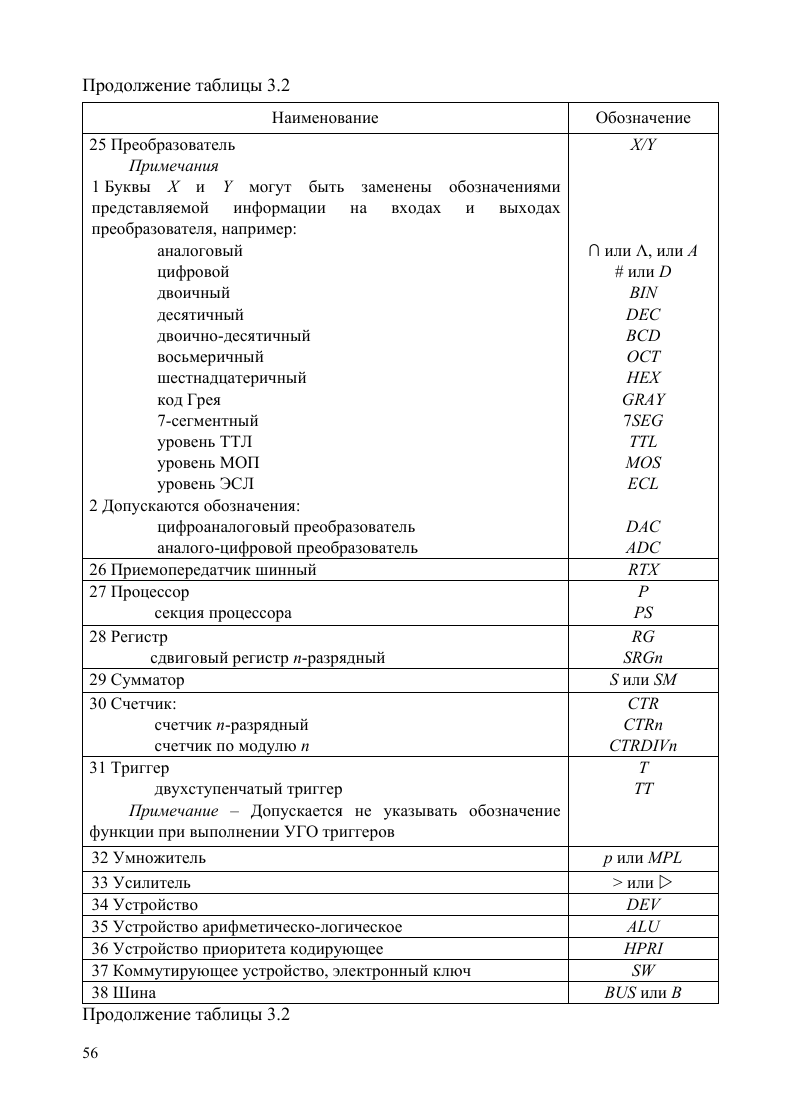 Продолжение таблицы 3.2
Наименование Обозначение
25 Преобразователь X/Y
Примечания
1 Буквы X и Y могут быть заменены обозначениями
представляемой информации на входах и выходах
преобразователя, например:
аналоговый ∩ или Λ, или A
цифровой # или D
двоичный BIN
десятичный DEC
двоично-десятичный BCD
восьмеричный OCT
шестнадцатеричный HEX
код Грея GRAY
7-сегментный 7SEG
уровень ТТЛ TTL
уровень МОП MOS
уровень ЭСЛ ECL
2 Допускаются обозначения:
цифроаналоговый преобразователь DAC
аналого-цифровой преобразователь ADC
26 Приемопередатчик шинный RTX
27 Процессор P
секция процессора PS
28 Регистр RG
сдвиговый регистр n-разрядный SRGn
29 Сумматор S или SM
30 Счетчик: CTR
счетчик n-разрядный CTRn
счетчик по модулю n CTRDIVn
31 Триггер T
двухступенчатый триггер TT
Примечание – Допускается не указывать обозначение
функции при выполнении УГО триггеров
32 Умножитель p или MPL
33 Усилитель > или ▷
34 Устройство DEV
35 Устройство арифметическо-логическое ALU
36 Устройство приоритета кодирующее HPRI
37 Коммутирующее устройство, электронный ключ SW
38 Шина BUS или B
Продолжение таблицы 3.2
56